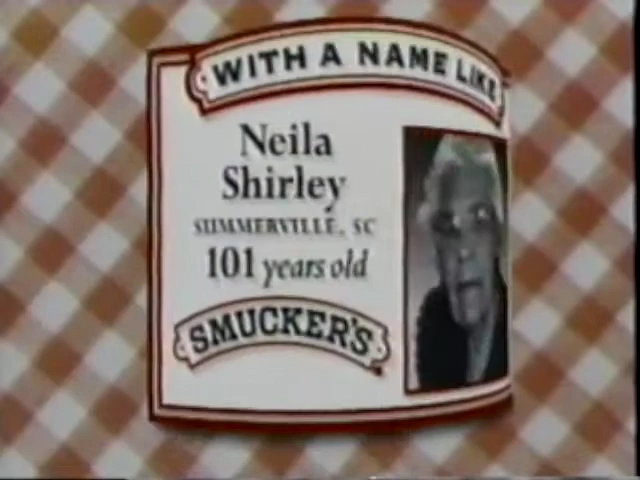 WITH A NAME LIKE
Neila
Shirley
SUMMERVILLE, SC
101 years old
SMUCKER'S